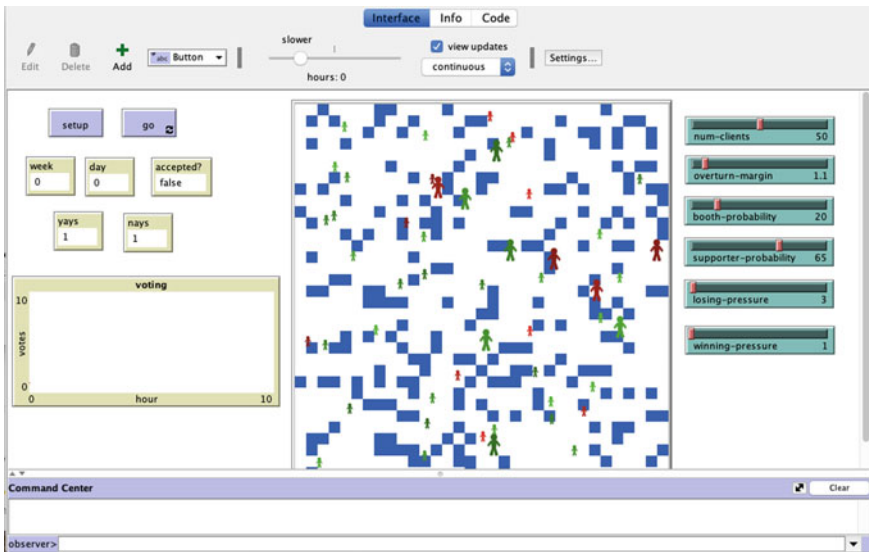 Interface Info Code
Edit Delete Add abc Button
slower
hours: 0
view updates
continuous
Settings...
setup go
week
0
day
0
accepted?
false
yays
1
nays
1
voting
10
votes
0
0 hour 10
num-clients 50
overturn-margin 1.1
booth-probability 20
supporter-probability 65
losing-pressure 3
winning-pressure 1
Command Center Clear
observer>